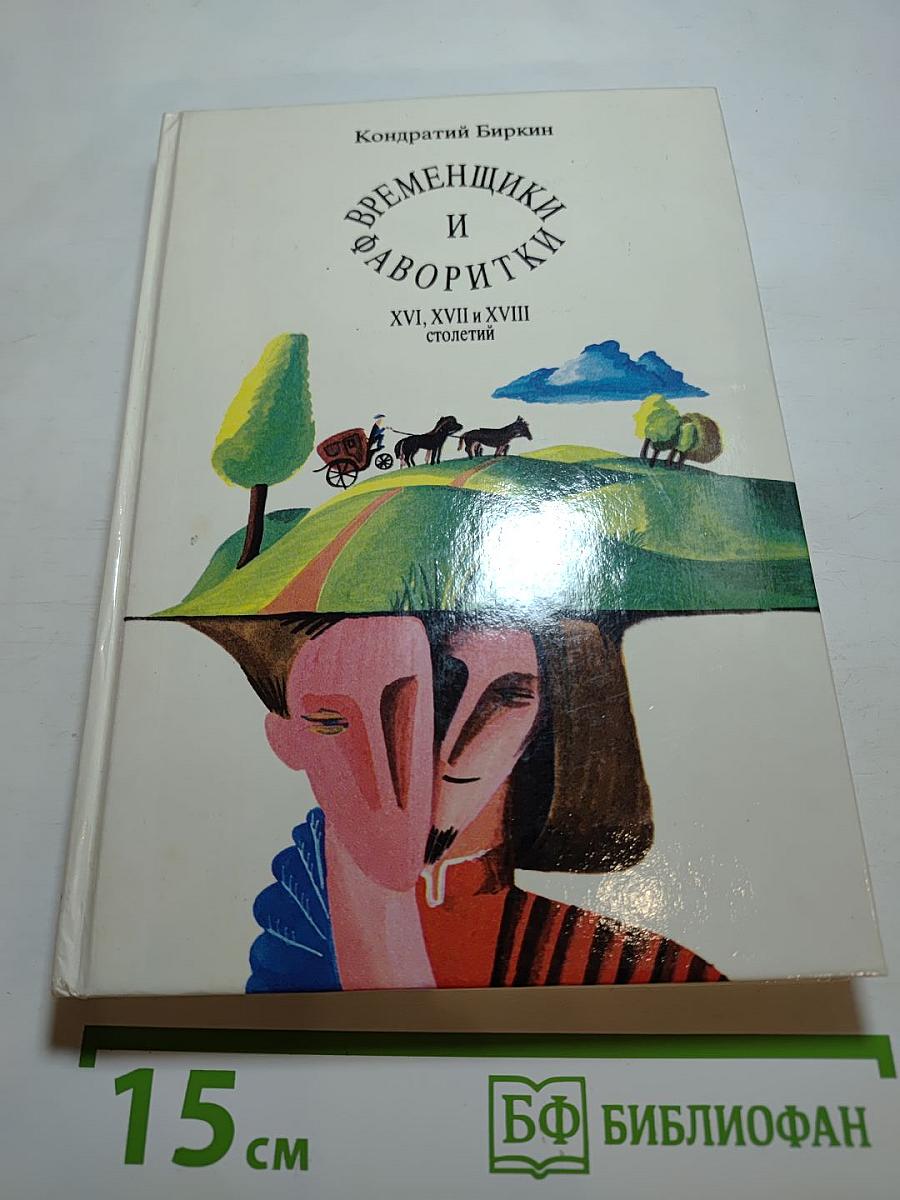 Кондратий Биркин
ВРЕМЕНЩИКИ
И
ФАВОРИТКИ
XVI, XVII и XVIII
столетий
15 см
БФ БИБЛИОФАН